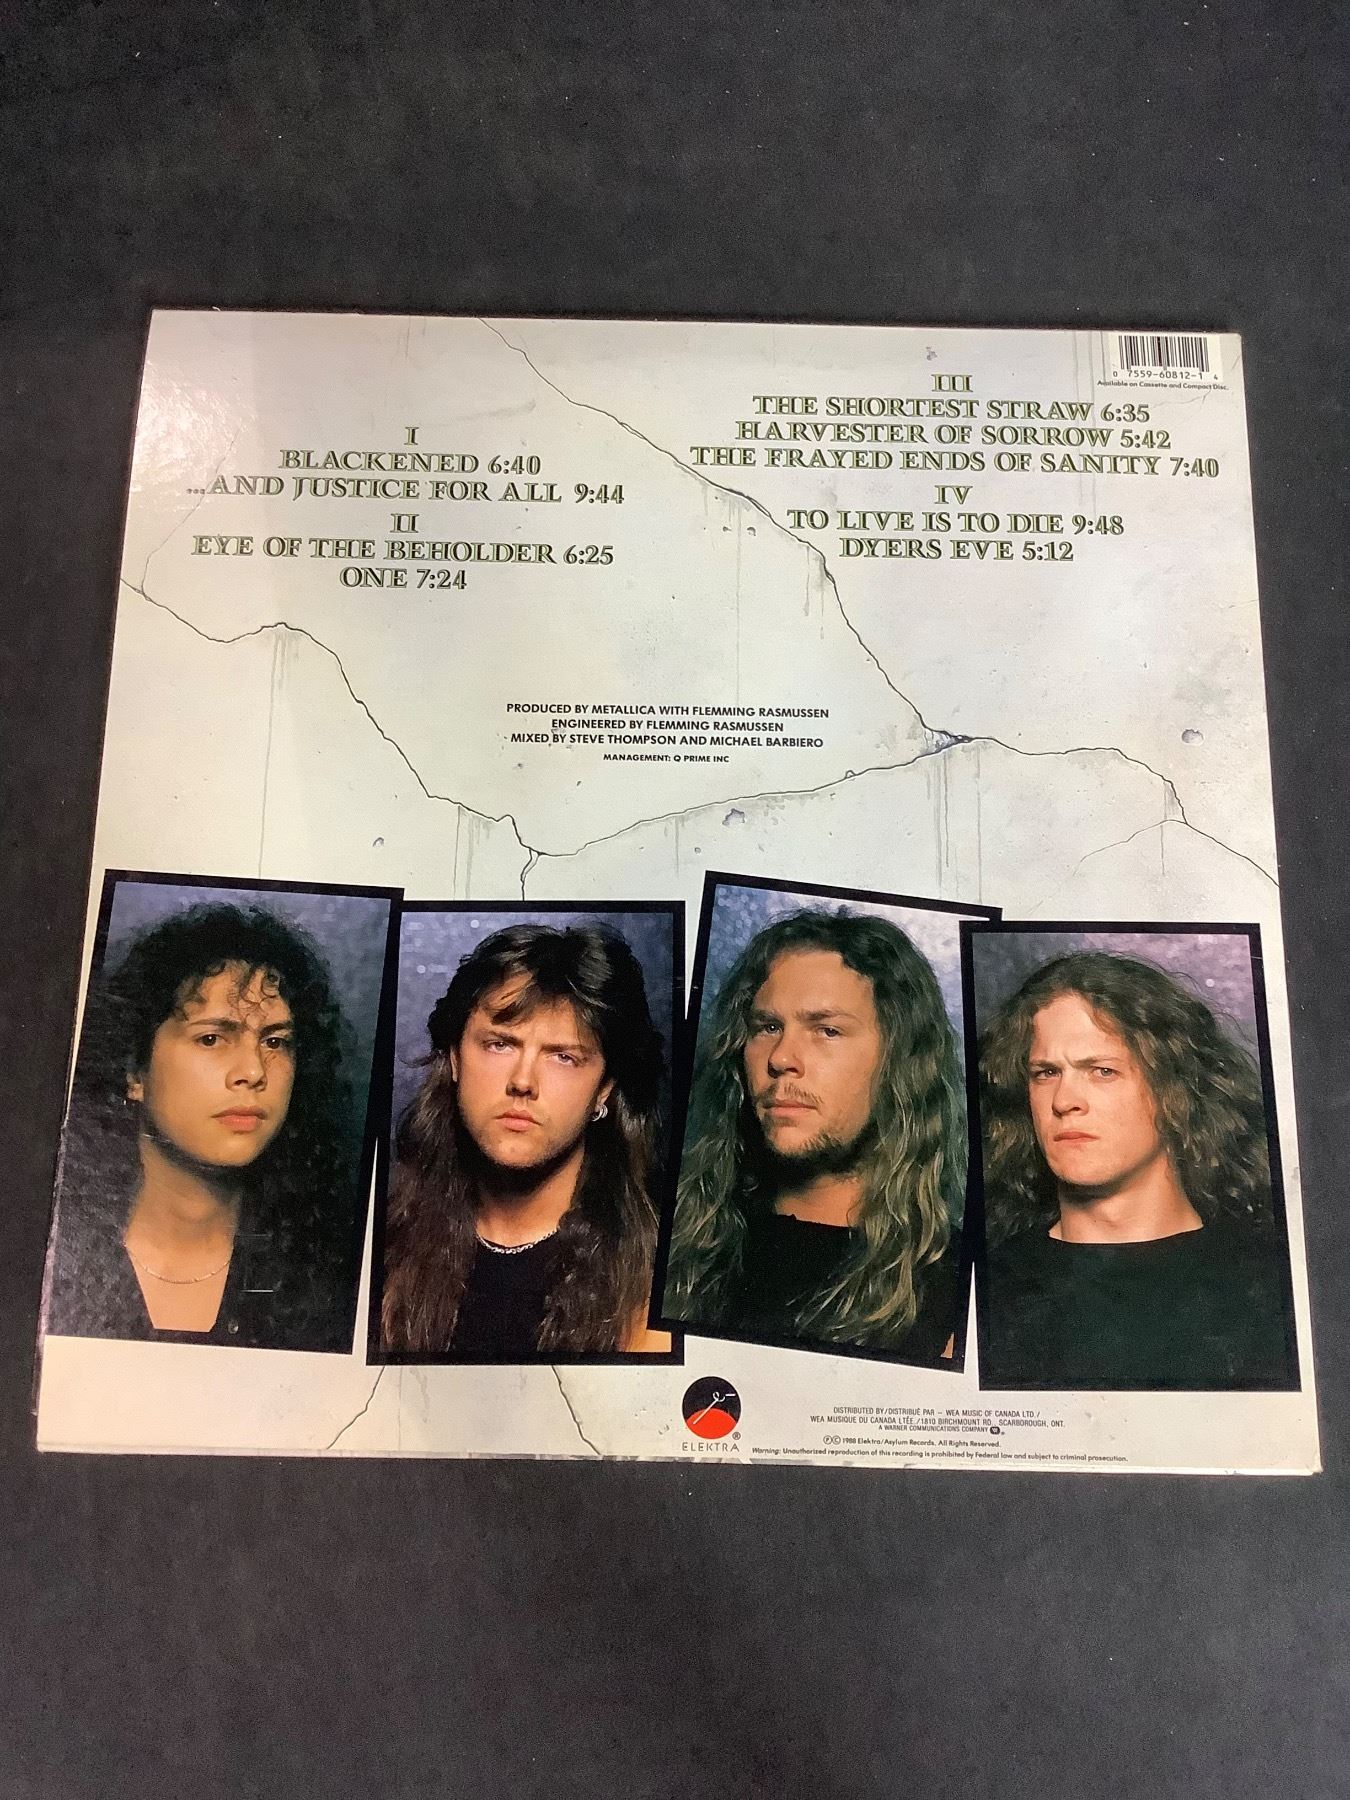 I
BLACKENED 6:40
...AND JUSTICE FOR ALL 9:44
II
EYE OF THE BEHOLDER 6:25
ONE 7:24
III
THE SHORTEST STRAW 6:35
HARVESTER OF SORROW 5:42
THE FRAYED ENDS OF SANITY 7:40
IV
TO LIVE IS TO DIE 9:48
DYERS EVE 5:12
0 7559-60812-1 4
Available on Cassette and Compact Disc.
PRODUCED BY METALLICA WITH FLEMMING RASMUSSEN
ENGINEERED BY FLEMMING RASMUSSEN
MIXED BY STEVE THOMPSON AND MICHAEL BARBIERO
MANAGEMENT: Q PRIME INC
ELEKTRA ®
DISTRIBUTED BY/DISTRIBUÉ PAR – WEA MUSIC OF CANADA LTD./
WEA MUSIQUE DU CANADA LTÉE./1810 BIRCHMOUNT RD., SCARBOROUGH, ONT.
A WARNER COMMUNICATIONS COMPANY
℗© 1988 Elektra/Asylum Records. All Rights Reserved.
Warning: Unauthorized reproduction of this recording is prohibited by Federal law and subject to criminal prosecution.